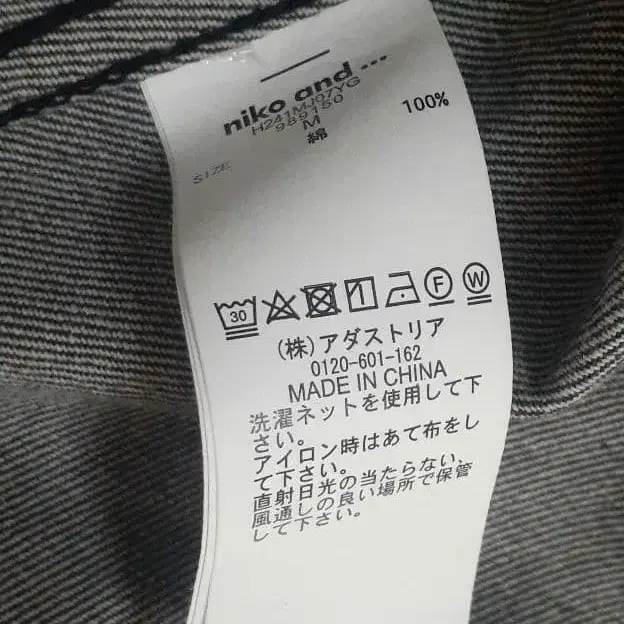 niko and ...
H241MJ07YG
989150
SIZE M
綿 100%
30 F W
(株)アダストリア
0120-601-162
MADE IN CHINA
洗濯ネットを使用して下
さい。
アイロン時はあて布をし
て下さい。
直射日光の当たらない、
風通しの良い場所で保管
して下さい。